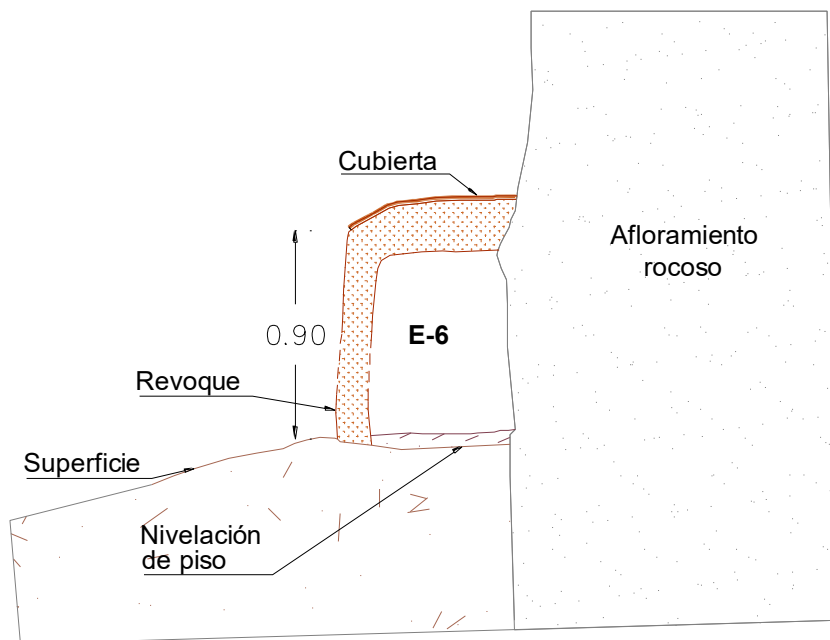 Cubierta
Afloramiento
rocoso
0.90
E-6
Revoque
Superficie
Nivelación
de piso